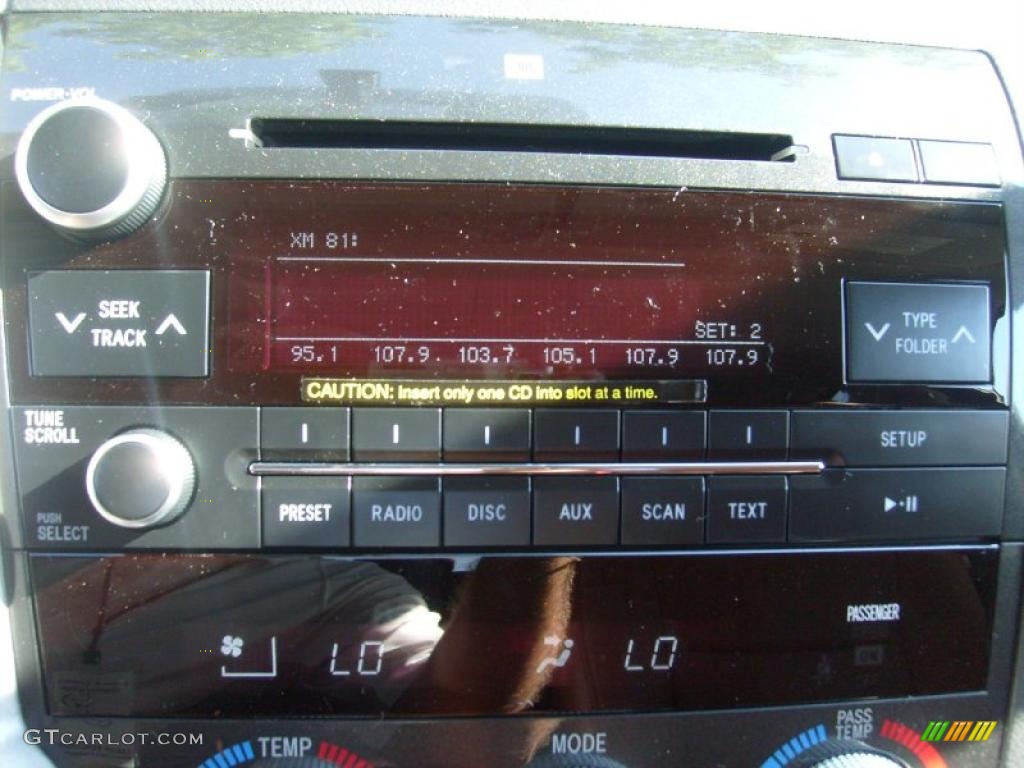 POWER·VOL
XM 81:
SEEK
TRACK
TYPE
FOLDER
SET: 2
95.1 107.9 103.7 105.1 107.9 107.9
CAUTION: Insert only one CD into slot at a time.
TUNE
SCROLL
SETUP
PUSH
SELECT
PRESET RADIO DISC AUX SCAN TEXT
PASSENGER
LO LO
TEMP MODE PASS
TEMP
GTCARLOT.COM